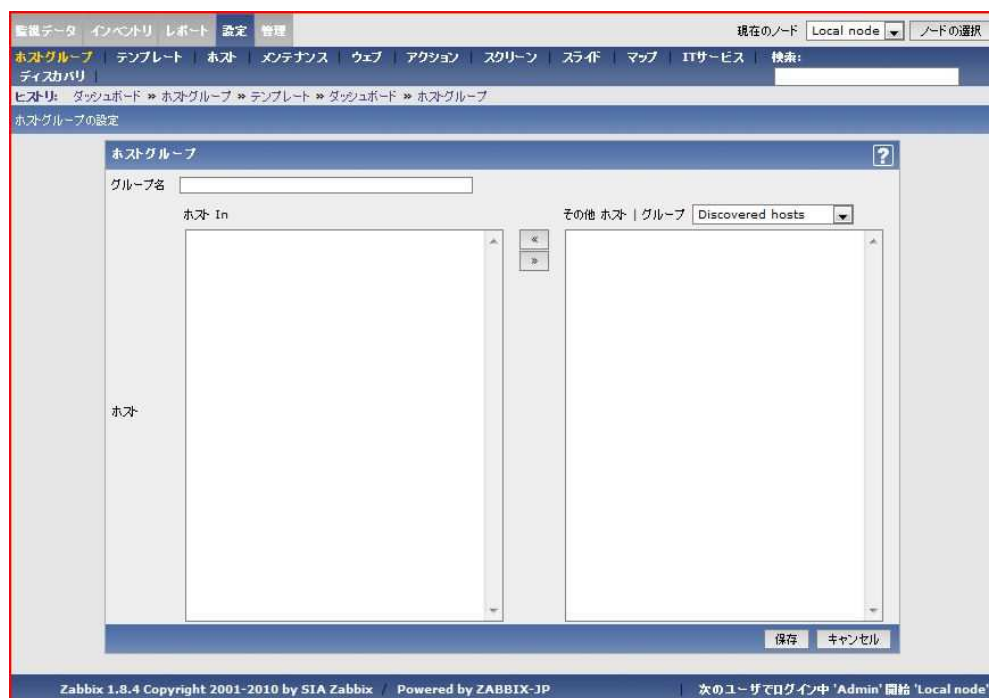 監視データ インベントリ レポート 設定 管理 現在のノード Local node ノードの選択
ホストグループ | テンプレート | ホスト | メンテナンス | ウェブ | アクション | スクリーン | スライド | マップ | ITサービス | 検索:
ディスカバリ |
ヒストリ: ダッシュボード » ホストグループ » テンプレート » ダッシュボード » ホストグループ
ホストグループの設定
ホストグループ ?
グループ名
ホスト In その他 ホスト | グループ Discovered hosts
«
»
ホスト
保存 キャンセル
Zabbix 1.8.4 Copyright 2001-2010 by SIA Zabbix / Powered by ZABBIX-JP | 次のユーザでログイン中 'Admin' 開始 'Local node'